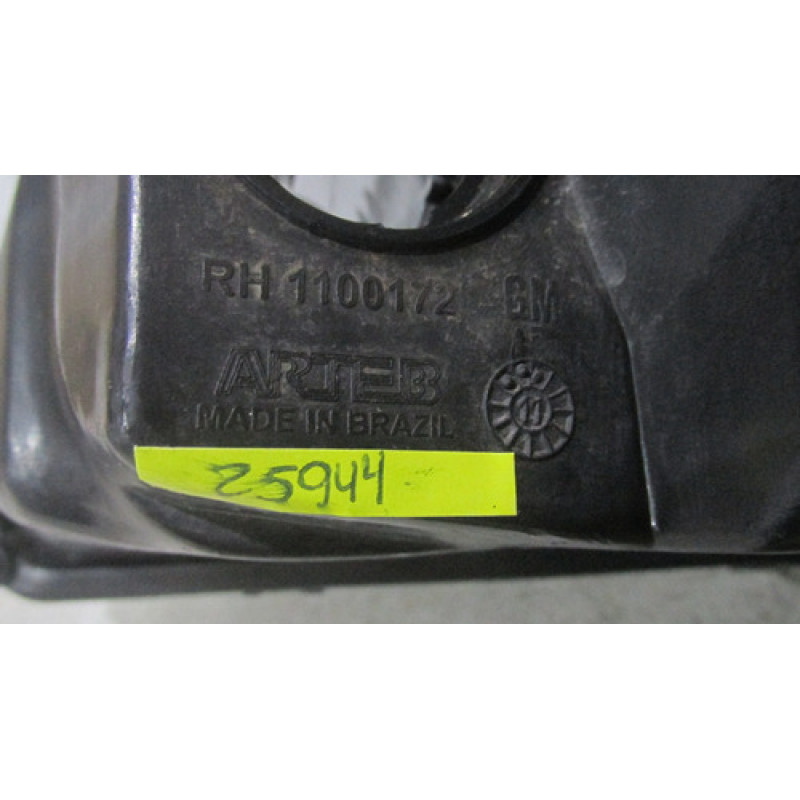 RH 1100172 GM
ARTEB
MADE IN BRAZIL
11
25944